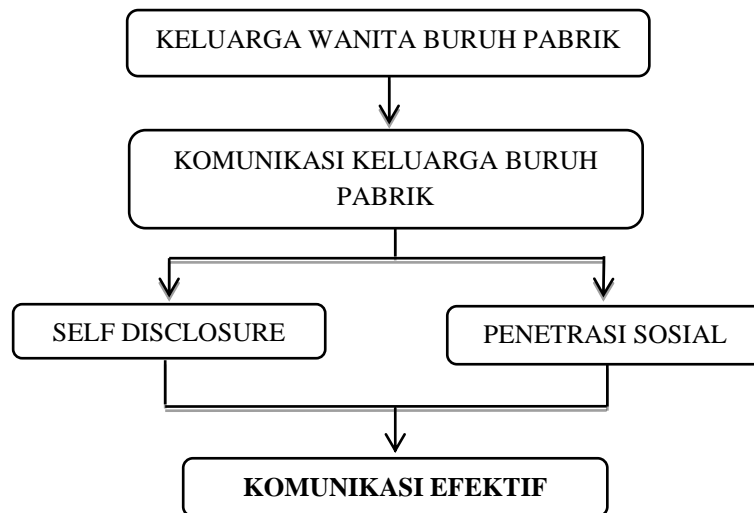 KELUARGA WANITA BURUH PABRIK
KOMUNIKASI KELUARGA BURUH
PABRIK
SELF DISCLOSURE
PENETRASI SOSIAL
KOMUNIKASI EFEKTIF